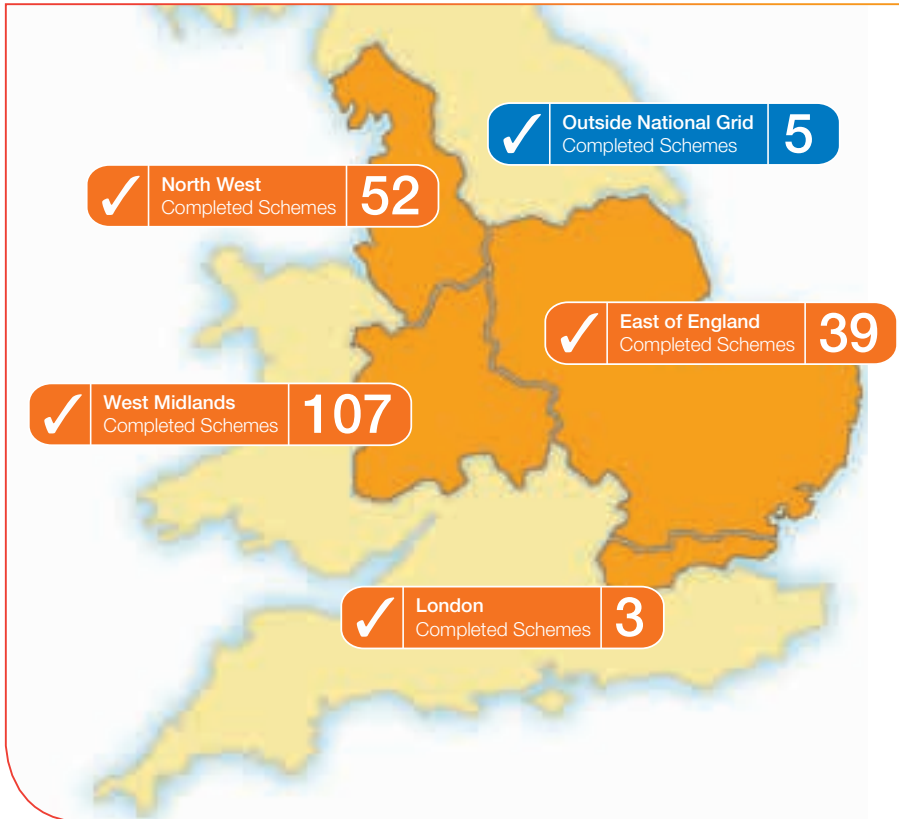 Outside National Grid
Completed Schemes
5
North West
Completed Schemes
52
East of England
Completed Schemes
39
West Midlands
Completed Schemes
107
London
Completed Schemes
3